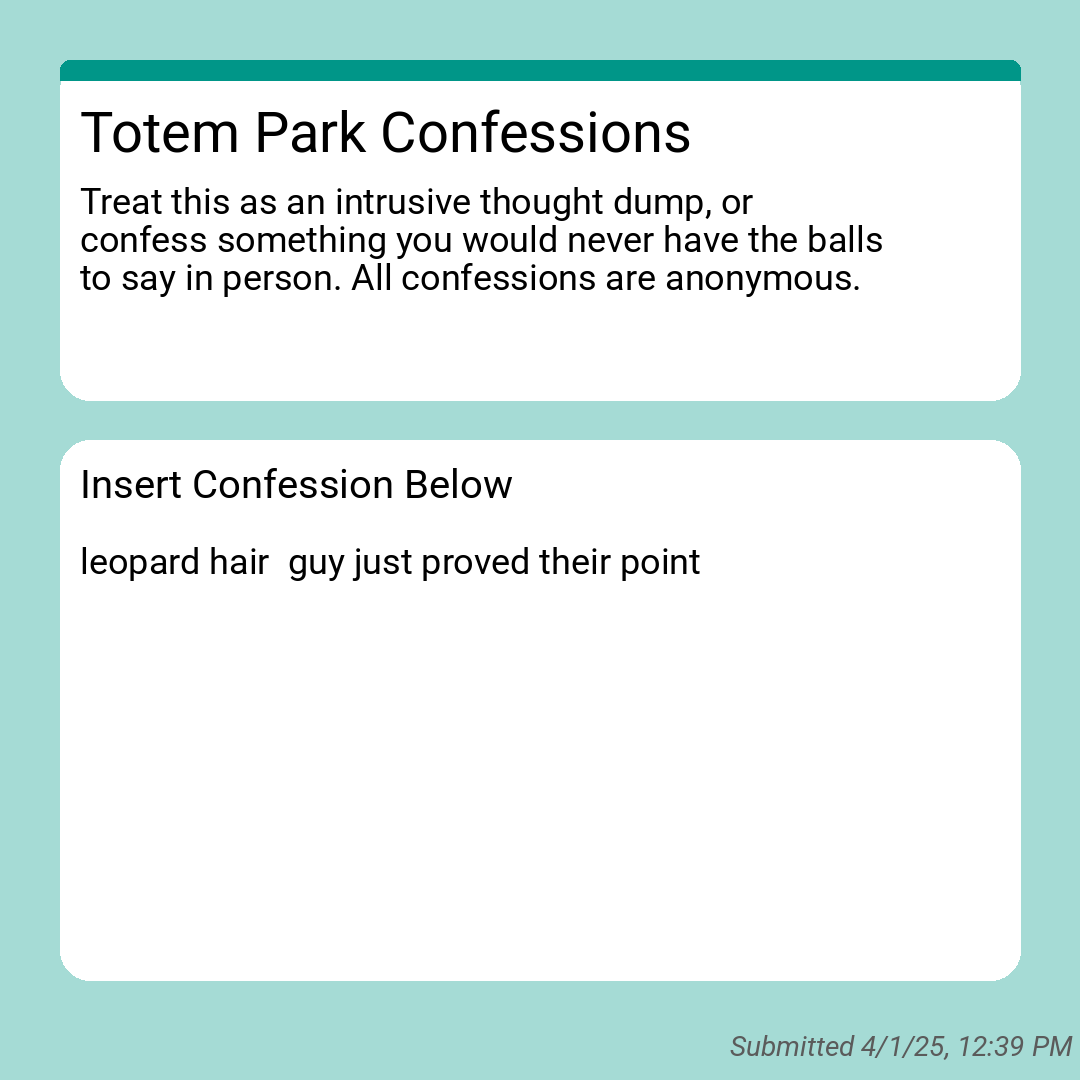 Totem Park Confessions
Treat this as an intrusive thought dump, or
confess something you would never have the balls
to say in person. All confessions are anonymous.
Insert Confession Below
leopard hair  guy just proved their point
Submitted 4/1/25, 12:39 PM